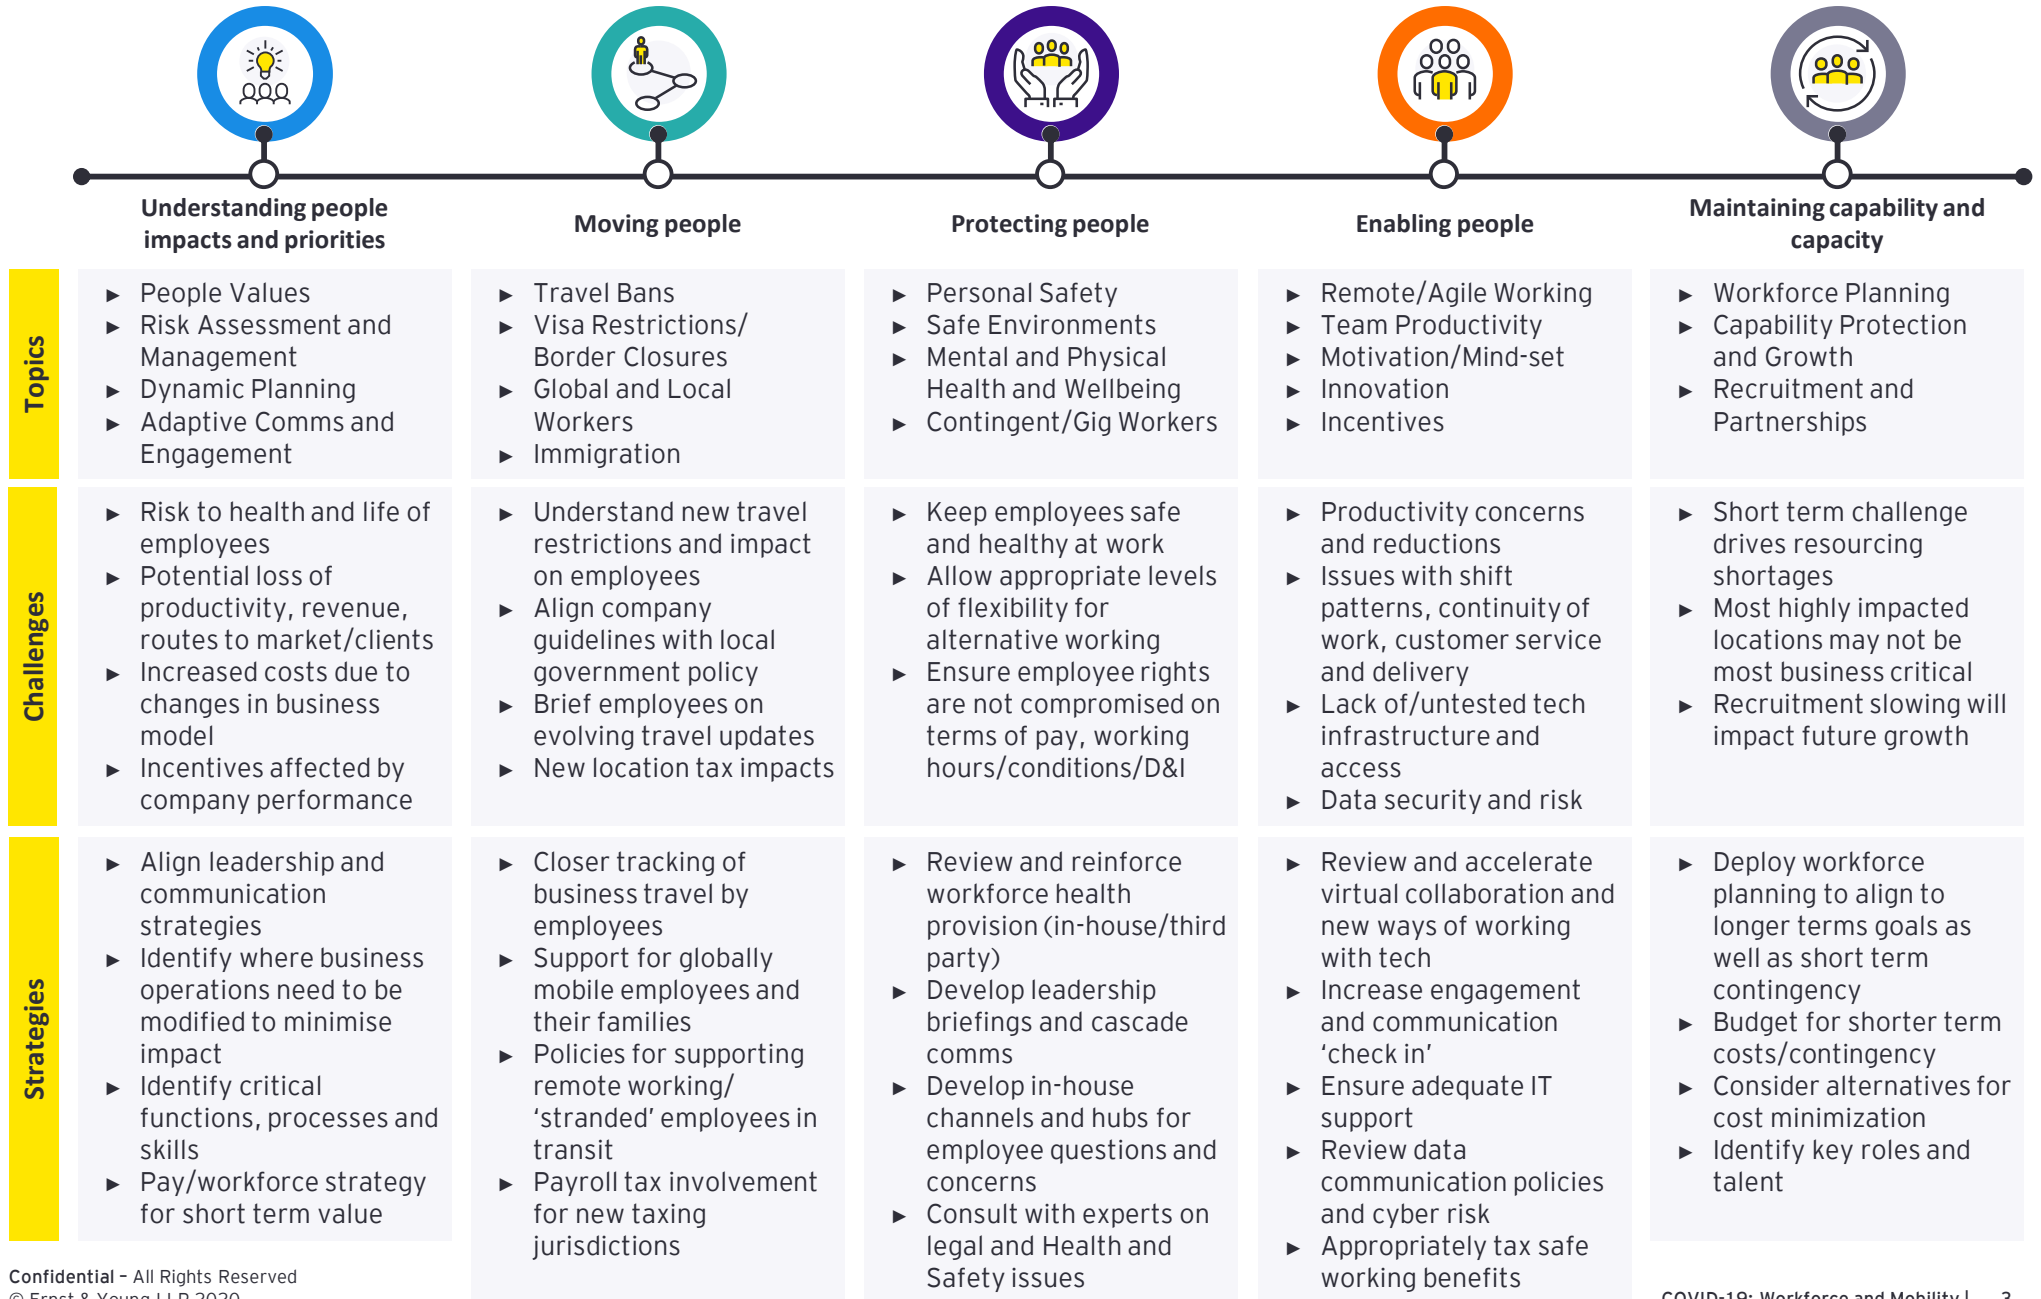 Understanding people
impacts and priorities
Moving people
Protecting people
Enabling people
Maintaining capability and
capacity
Topics
► People Values
► Risk Assessment and
Management
► Dynamic Planning
► Adaptive Comms and
Engagement
► Travel Bans
► Visa Restrictions/
Border Closures
► Global and Local
Workers
► Immigration
► Personal Safety
► Safe Environments
► Mental and Physical
Health and Wellbeing
► Contingent/Gig Workers
► Remote/Agile Working
► Team Productivity
► Motivation/Mind-set
► Innovation
► Incentives
► Workforce Planning
► Capability Protection
and Growth
► Recruitment and
Partnerships
Challenges
► Risk to health and life of
employees
► Potential loss of
productivity, revenue,
routes to market/clients
► Increased costs due to
changes in business
model
► Incentives affected by
company performance
► Understand new travel
restrictions and impact
on employees
► Align company
guidelines with local
government policy
► Brief employees on
evolving travel updates
► New location tax impacts
► Keep employees safe
and healthy at work
► Allow appropriate levels
of flexibility for
alternative working
► Ensure employee rights
are not compromised on
terms of pay, working
hours/conditions/D&I
► Productivity concerns
and reductions
► Issues with shift
patterns, continuity of
work, customer service
and delivery
► Lack of/untested tech
infrastructure and
access
► Data security and risk
► Short term challenge
drives resourcing
shortages
► Most highly impacted
locations may not be
most business critical
► Recruitment slowing will
impact future growth
Strategies
► Align leadership and
communication
strategies
► Identify where business
operations need to be
modified to minimise
impact
► Identify critical
functions, processes and
skills
► Pay/workforce strategy
for short term value
► Closer tracking of
business travel by
employees
► Support for globally
mobile employees and
their families
► Policies for supporting
remote working/
‘stranded’ employees in
transit
► Payroll tax involvement
for new taxing
jurisdictions
► Review and reinforce
workforce health
provision (in-house/third
party)
► Develop leadership
briefings and cascade
comms
► Develop in-house
channels and hubs for
employee questions and
concerns
► Consult with experts on
legal and Health and
Safety issues
► Review and accelerate
virtual collaboration and
new ways of working
with tech
► Increase engagement
and communication
‘check in’
► Ensure adequate IT
support
► Review data
communication policies
and cyber risk
► Appropriately tax safe
working benefits
► Deploy workforce
planning to align to
longer terms goals as
well as short term
contingency
► Budget for shorter term
costs/contingency
► Consider alternatives for
cost minimization
► Identify key roles and
talent
Confidential – All Rights Reserved
© Ernst & Young LLP 2020
COVID-19: Workforce and Mobility | 3